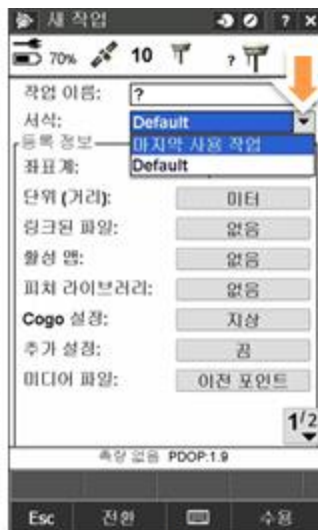 새 작업 ? ×
70% 10 ?
작업 이름: ?
서식: Default
마지막 사용 작업
Default
등록 정보
좌표계:
단위 (거리): 미터
링크된 파일: 없음
활성 맵: 없음
피쳐 라이브러리: 없음
Cogo 설정: 지상
추가 설정: 끔
미디어 파일: 이전 포인트
1/2
측량 없음 PDOP:1.9
Esc 전환 수용